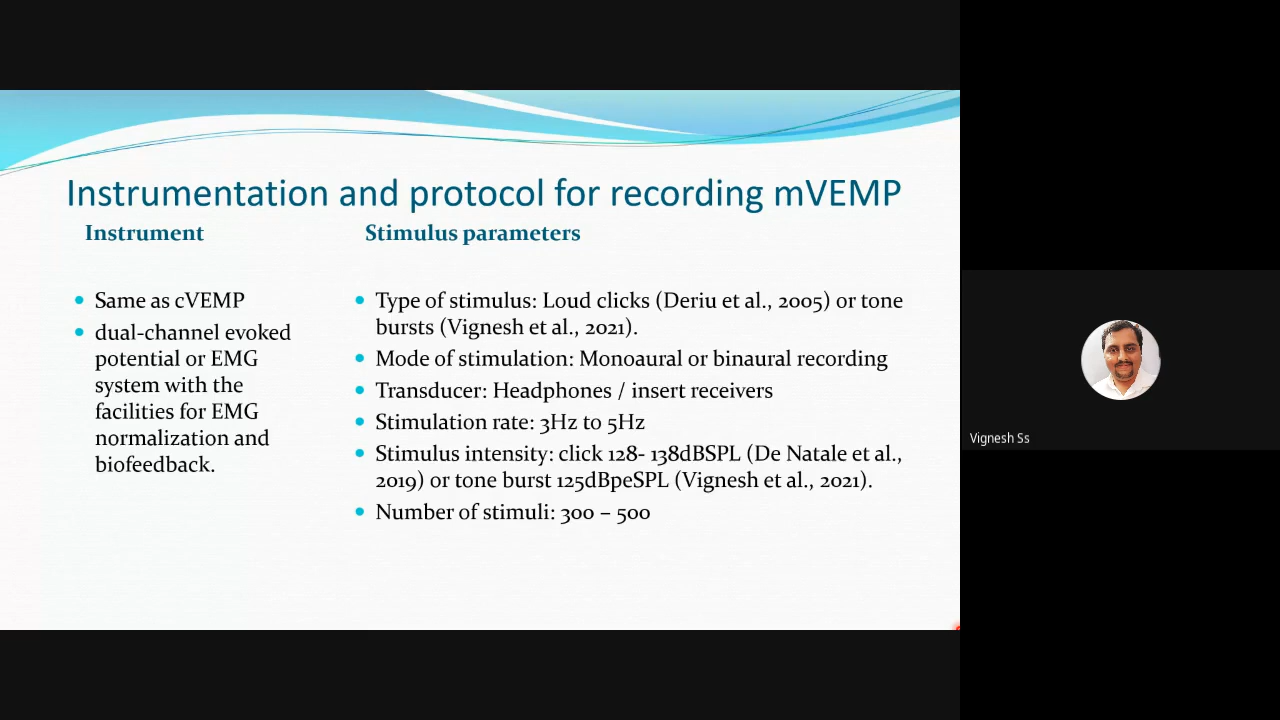 Instrumentation and protocol for recording mVEMP
Instrument
Same as cVEMP
dual-channel evoked
potential or EMG
system with the
facilities for EMG
normalization and
biofeedback.
Stimulus parameters
Type of stimulus: Loud clicks (Deriu et al., 2005) or tone
bursts (Vignesh et al., 2021).
Mode of stimulation: Monoaural or binaural recording
Transducer: Headphones / insert receivers
Stimulation rate: 3Hz to 5Hz
Stimulus intensity: click 128- 138dBSPL (De Natale et al.,
2019) or tone burst 125dBpeSPL (Vignesh et al., 2021).
Number of stimuli: 300 – 500
Vignesh Ss